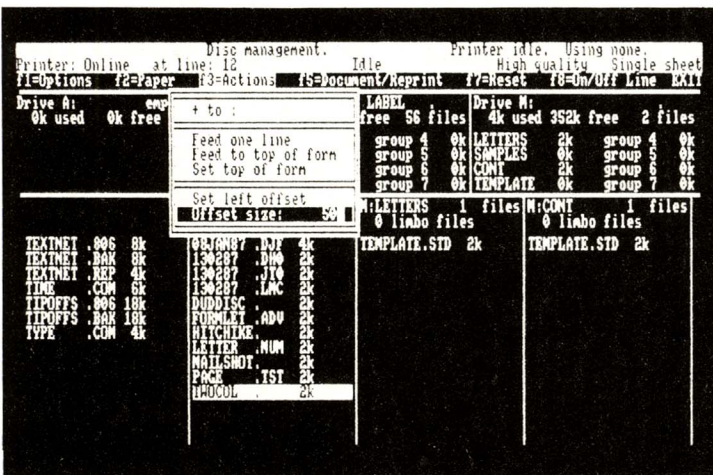 Disc management. Printer idle. Using none.
Printer: Online at line: 12 Idle High quality Single sheet
f1=Options f2=Paper f3=Actions f5=Document/Reprint f7=Reset f8=On/Off Line EXIT
Drive A: emp LABEL . Drive M: .
0k used 0k free free 56 files 4k used 352k free 2 files
+ to :
Feed one line
Feed to top of form
Set top of form
Set left offset
Offset size: 50
group 4 0k LETTERS 2k group 4 0k
group 5 0k SAMPLES 0k group 5 0k
group 6 0k CONT 2k group 6 0k
group 7 0k TEMPLATE 0k group 7 0k
M:LETTERS 1 files M:CONT 1 files
0 limbo files 0 limbo files
TEXTNET .806 8k 08JAN87 .DJT 4k TEMPLATE.STD 2k TEMPLATE.STD 2k
TEXTNET .BAK 8k 130287 .DH0 2k
TEXTNET .REP 4k 130287 .JT0 2k
TIME .COM 6k 130287 .LMC 2k
TIPOFFS .806 18k DUDDISC . 2k
TIPOFFS .BAK 18k FORMLET .ADV 2k
TYPE .COM 4k HITCHIKE. 2k
LETTER .NUM 2k
MAILSHOT. 2k
PAGE .TST 2k
TWOCOL . 2k